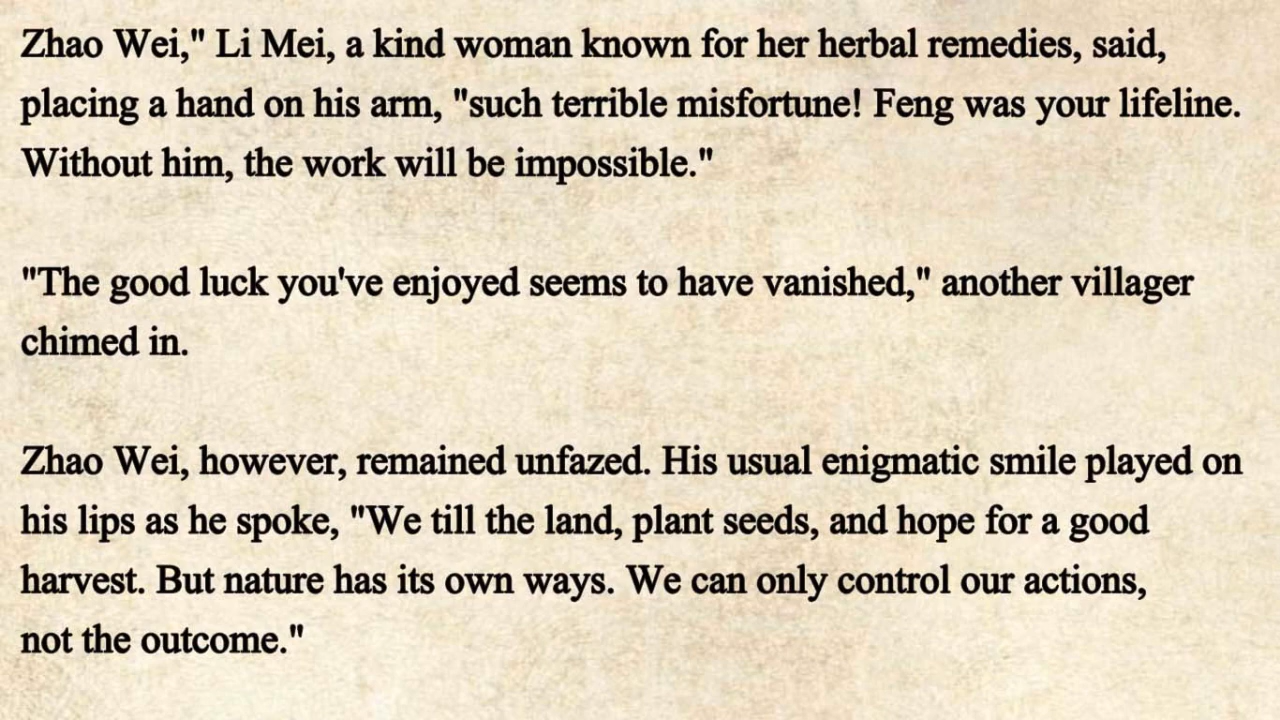 Zhao Wei," Li Mei, a kind woman known for her herbal remedies, said,
placing a hand on his arm, "such terrible misfortune! Feng was your lifeline.
Without him, the work will be impossible."
"The good luck you've enjoyed seems to have vanished," another villager
chimed in.
Zhao Wei, however, remained unfazed. His usual enigmatic smile played on
his lips as he spoke, "We till the land, plant seeds, and hope for a good
harvest. But nature has its own ways. We can only control our actions,
not the outcome."